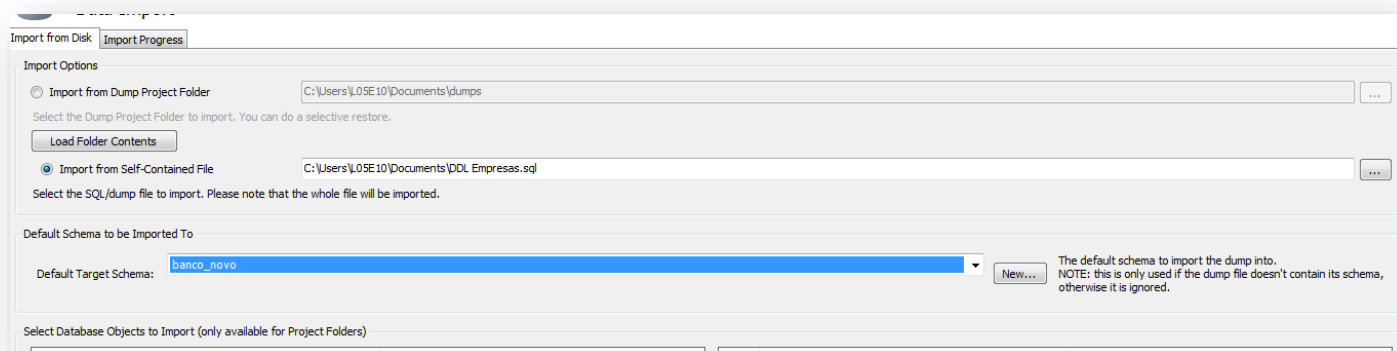 Import from Disk Import Progress
Import Options
Import from Dump Project Folder C:\Users\L05E10\Documents\dumps ...
Select the Dump Project Folder to import. You can do a selective restore.
Load Folder Contents
Import from Self-Contained File C:\Users\L05E10\Documents\DDL Empresas.sql ...
Select the SQL/dump file to import. Please note that the whole file will be imported.
Default Schema to be Imported To
Default Target Schema: banco_novo New... The default schema to import the dump into.
NOTE: this is only used if the dump file doesn't contain its schema,
otherwise it is ignored.
Select Database Objects to Import (only available for Project Folders)